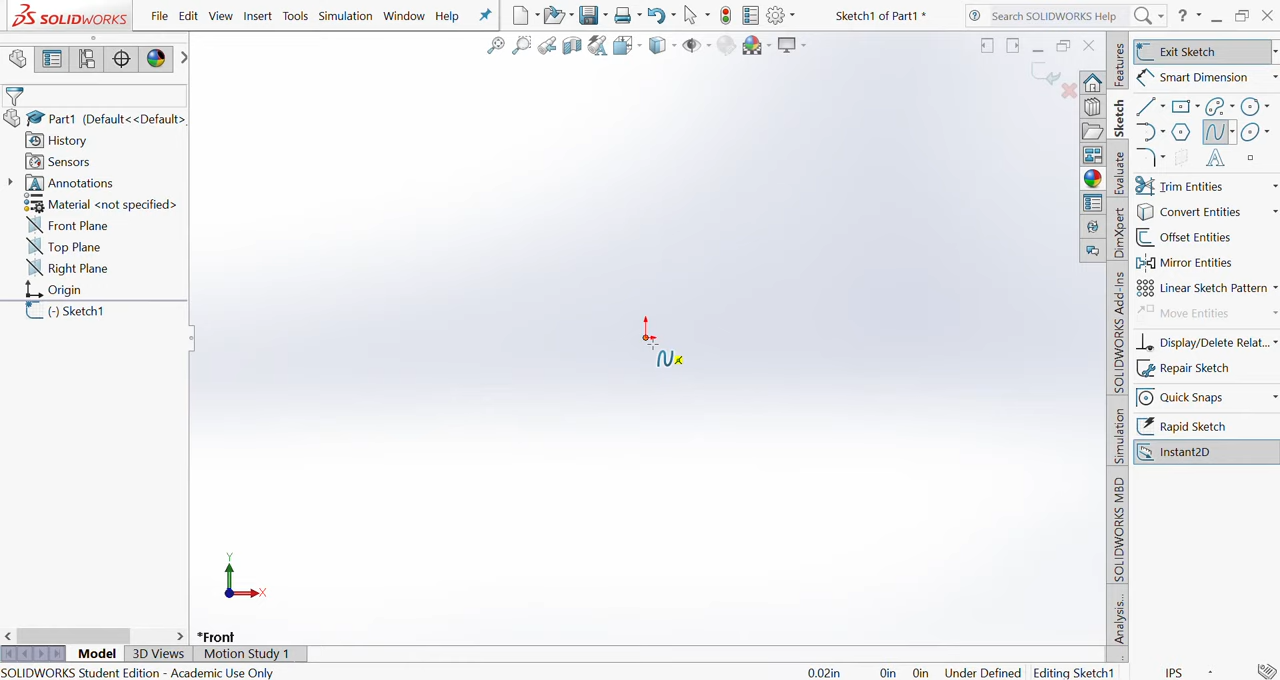 SOLIDWORKS File Edit View Insert Tools Simulation Window Help Sketch1 of Part1 * Search SOLIDWORKS Help ?
Part1 (Default<<Default>.
History
Sensors
Annotations
Material <not specified>
Front Plane
Top Plane
Right Plane
Origin
(-) Sketch1
Y
X
*Front
Features
Sketch
Evaluate
DimXpert
SOLIDWORKS Add-Ins
Simulation
SOLIDWORKS MBD
Analysis...
Exit Sketch
Smart Dimension
Trim Entities
Convert Entities
Offset Entities
Mirror Entities
Linear Sketch Pattern
Move Entities
Display/Delete Relat...
Repair Sketch
Quick Snaps
Rapid Sketch
Instant2D
Model 3D Views Motion Study 1
SOLIDWORKS Student Edition - Academic Use Only 0.02in 0in 0in Under Defined Editing Sketch1 IPS